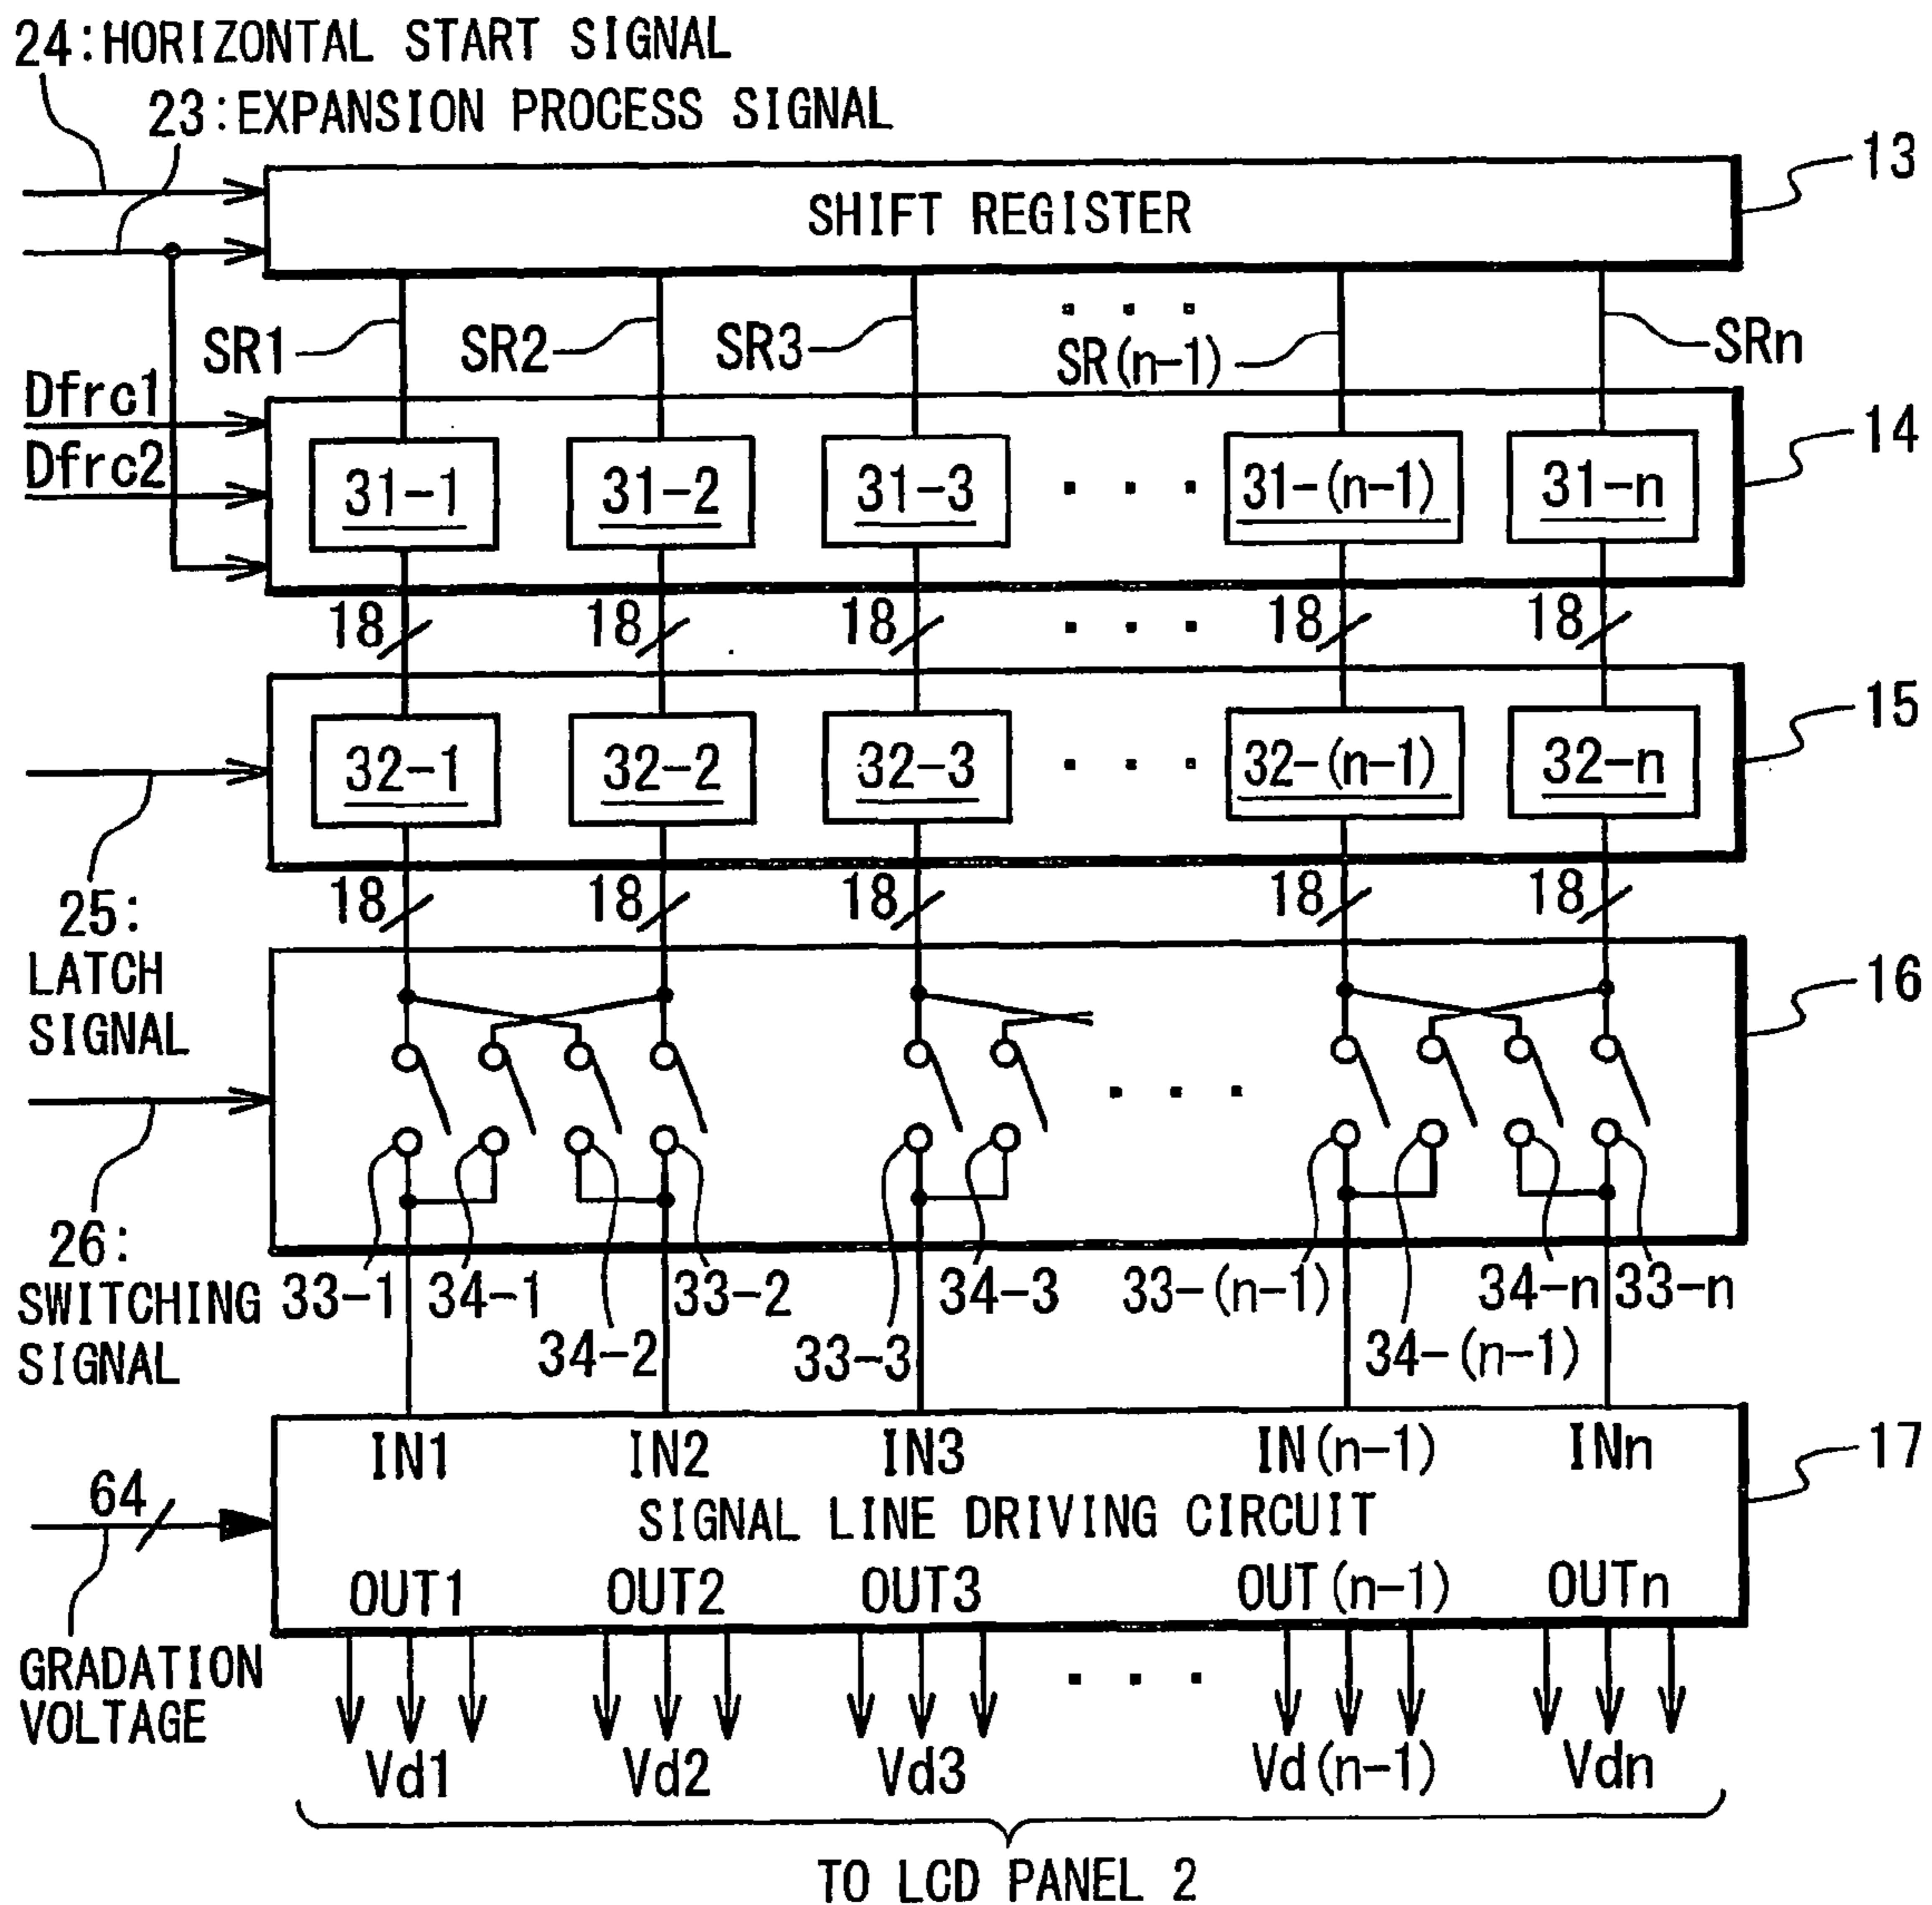 24:HORIZONTAL START SIGNAL
23:EXPANSION PROCESS SIGNAL
13
SHIFT REGISTER
SR1 SR2 SR3 SR(n-1) SRn
Dfrc1
Dfrc2
14
31-1 31-2 31-3 31-(n-1) 31-n
18 18 18 18 18
15
32-1 32-2 32-3 32-(n-1) 32-n
25:
LATCH
SIGNAL
18 18 18 18 18
16
26:
SWITCHING
SIGNAL
33-1 34-1 33-2 34-3 33-(n-1) 34-n 33-n
34-2 33-3 34-(n-1)
17
IN1 IN2 IN3 IN(n-1) INn
64
SIGNAL LINE DRIVING CIRCUIT
OUT1 OUT2 OUT3 OUT(n-1) OUTn
GRADATION
VOLTAGE
Vd1 Vd2 Vd3 Vd(n-1) Vdn
TO LCD PANEL 2